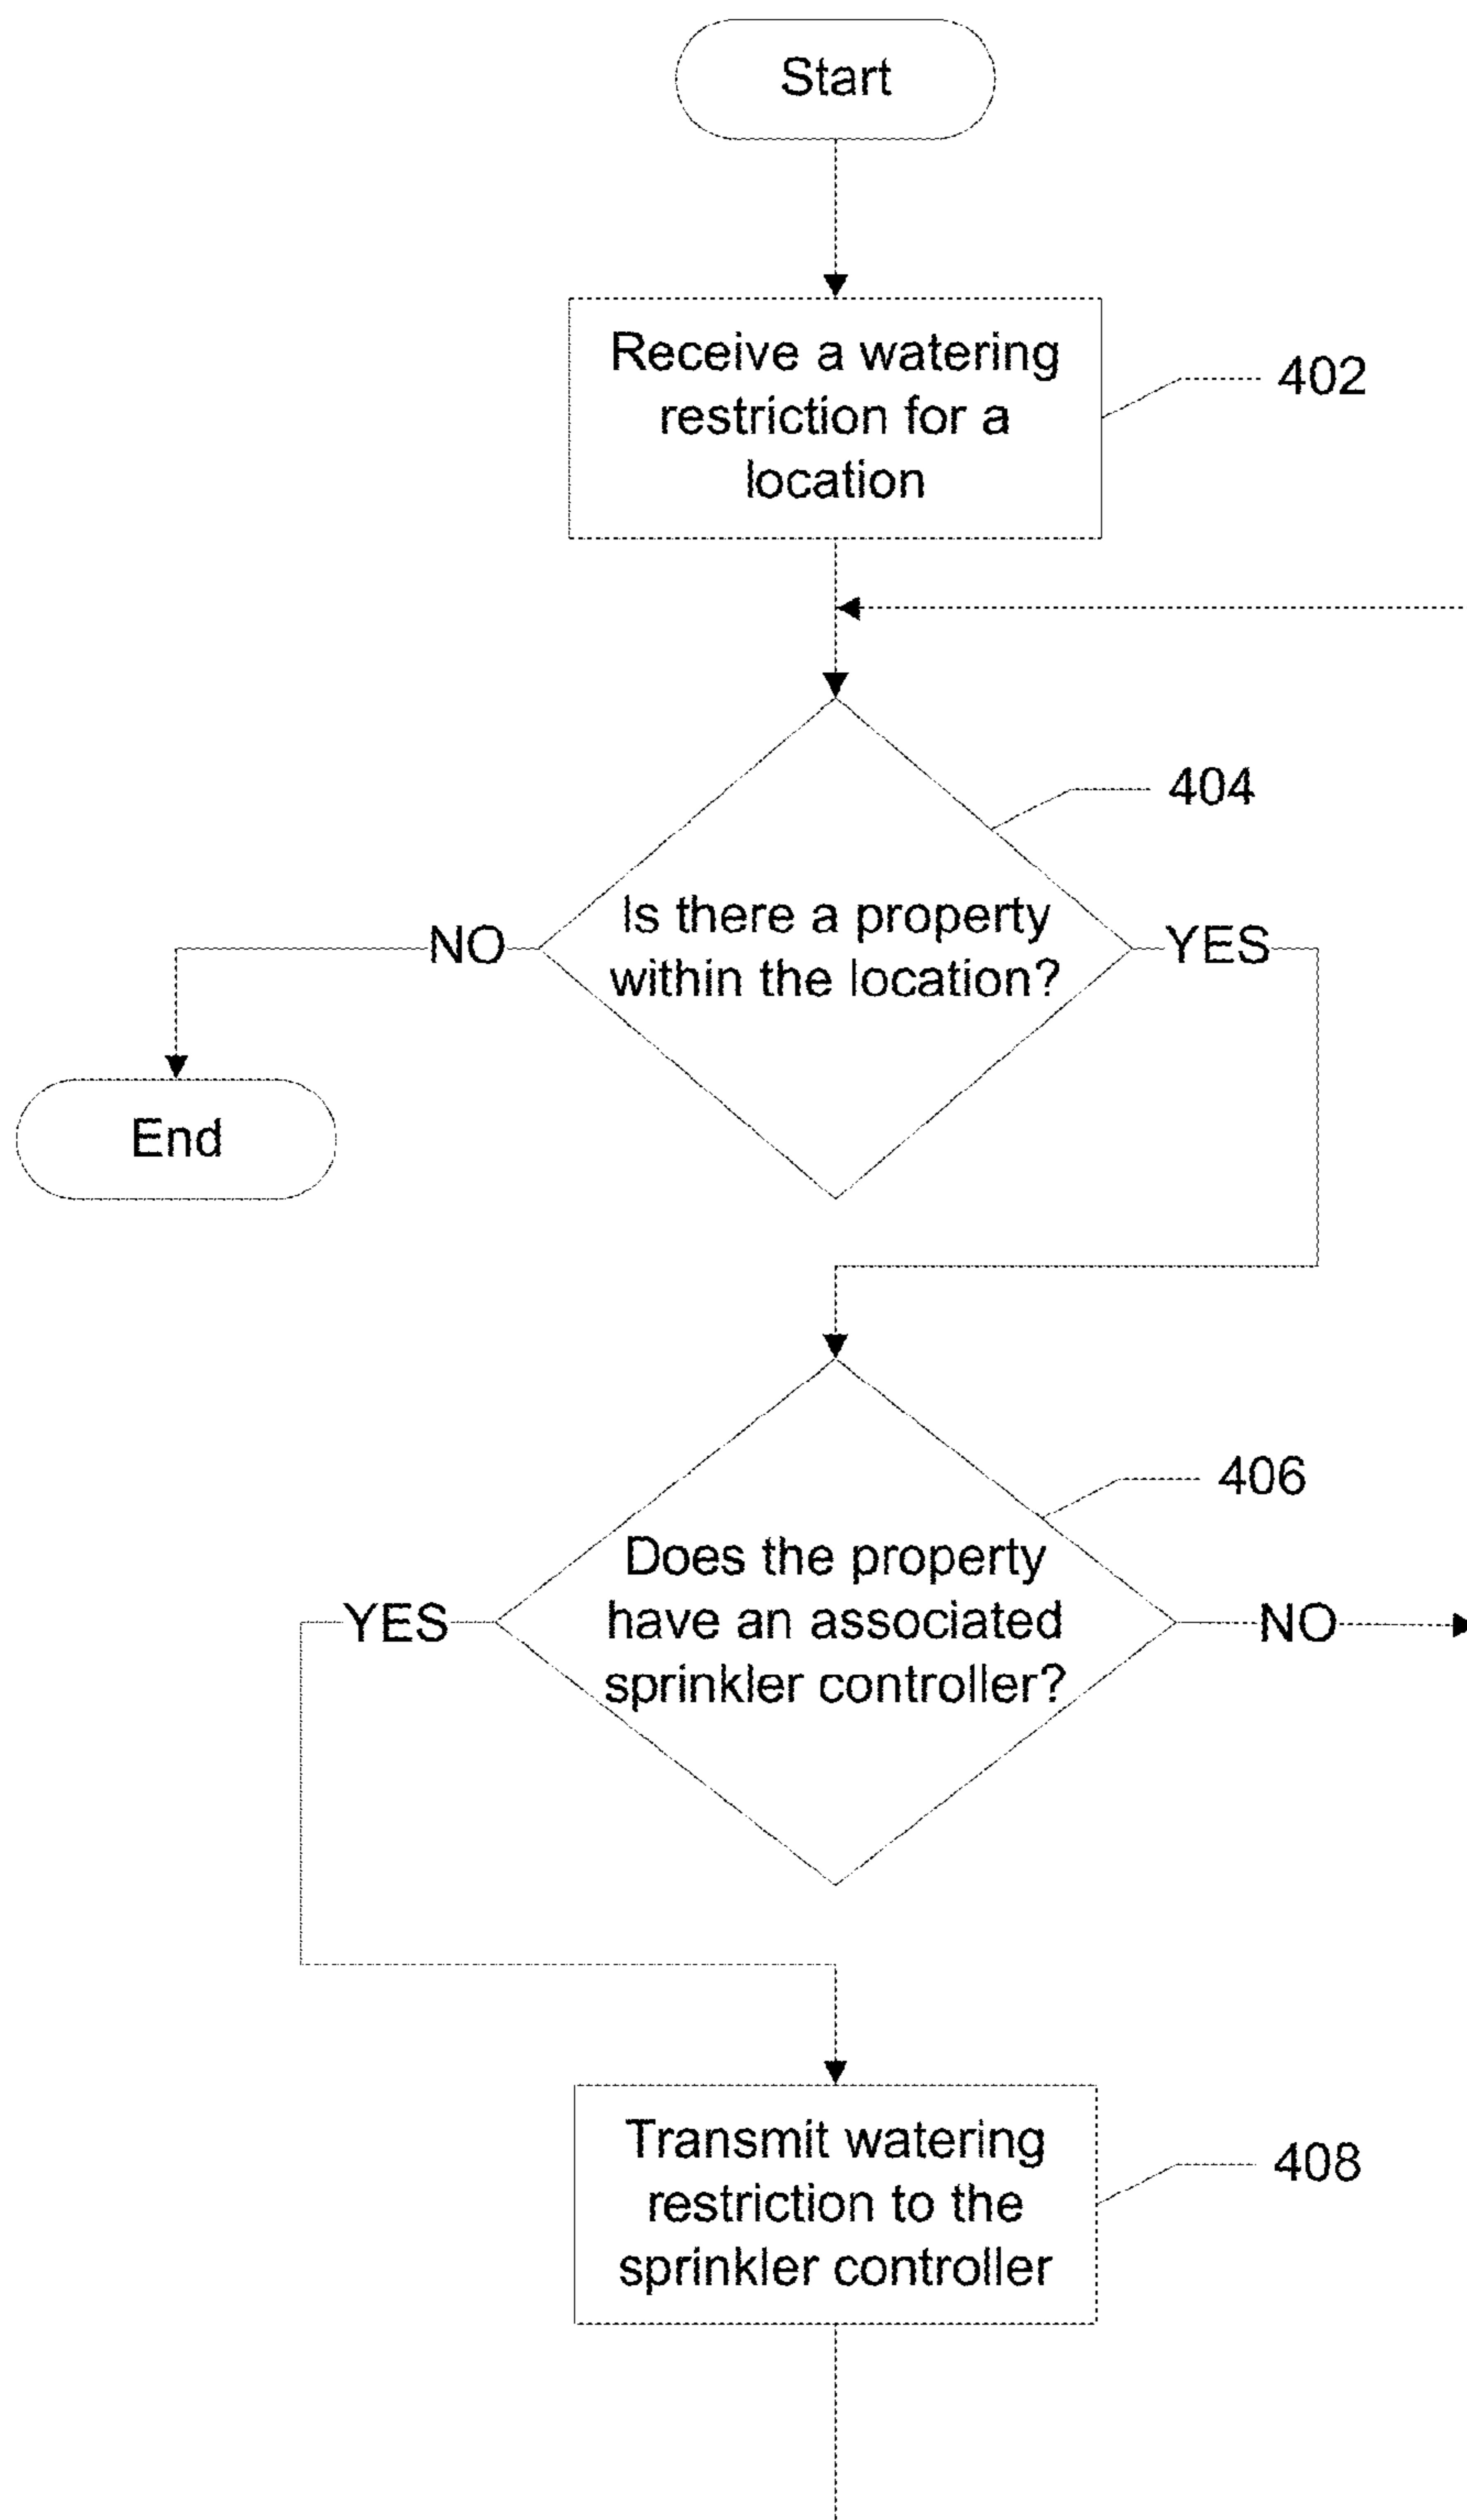 Start
Receive a watering
restriction for a
location
402
404
Is there a property
within the location?
NO
YES
End
406
Does the property
have an associated
sprinkler controller?
YES
NO
Transmit watering
restriction to the
sprinkler controller
408